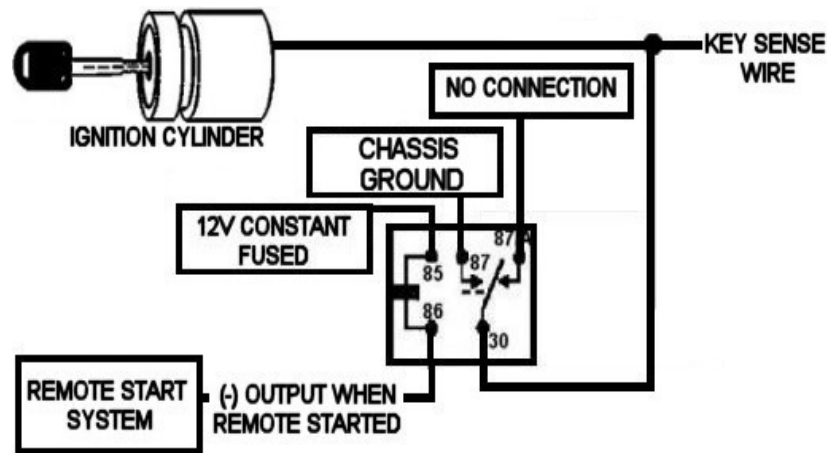 KEY SENSE
WIRE
NO CONNECTION
IGNITION CYLINDER
CHASSIS
GROUND
12V CONSTANT
FUSED
87A
87
85
86
30
REMOTE START
SYSTEM
(-) OUTPUT WHEN
REMOTE STARTED